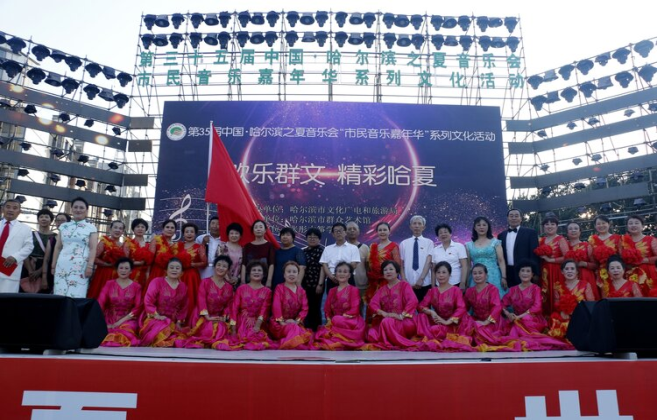 第三十五届中国·哈尔滨之夏音乐会
市民音乐嘉年华系列文化活动
第35届中国·哈尔滨之夏音乐会“市民音乐嘉年华”系列文化活动
欢乐群文 精彩哈夏
单位：哈尔滨市文化广电和旅游局
单位：哈尔滨市群众艺术馆